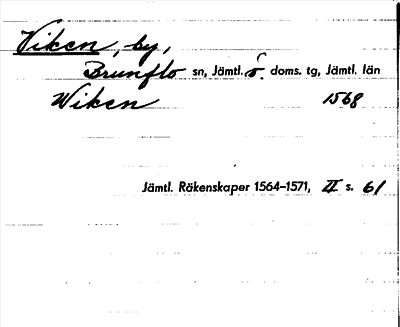 Viken, by,
Brunflo sn, Jämtl. ö. doms. tg, Jämtl. län
Wiken 1568
Jämtl. Räkenskaper 1564–1571, II s. 61